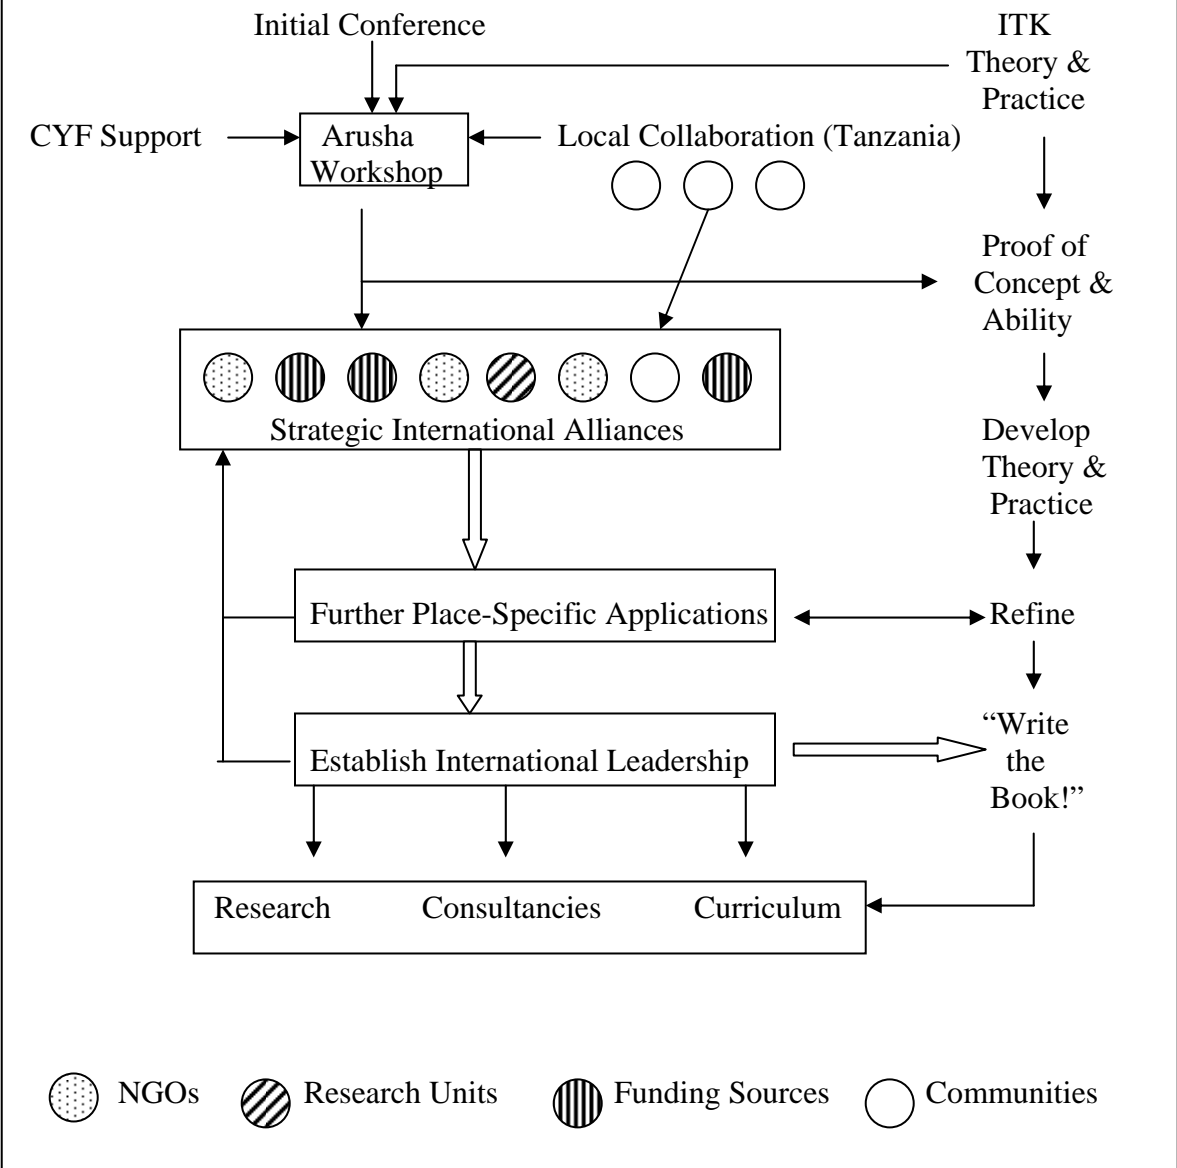 Initial Conference
ITK
Theory &
Practice
CYF Support
Arusha
Workshop
Local Collaboration (Tanzania)
Proof of
Concept &
Ability
Strategic International Alliances
Develop
Theory &
Practice
Further Place-Specific Applications
Refine
Establish International Leadership
“Write
the
Book!”
Research Consultancies Curriculum
NGOs Research Units Funding Sources Communities